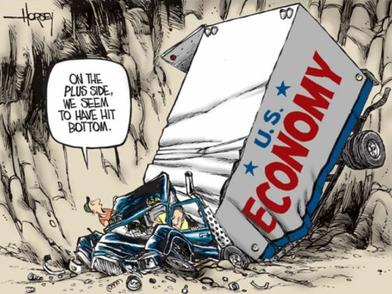 HORSEY
ON THE
PLUS SIDE,
WE SEEM
TO HAVE HIT
BOTTOM.
U.S.
ECONOMY